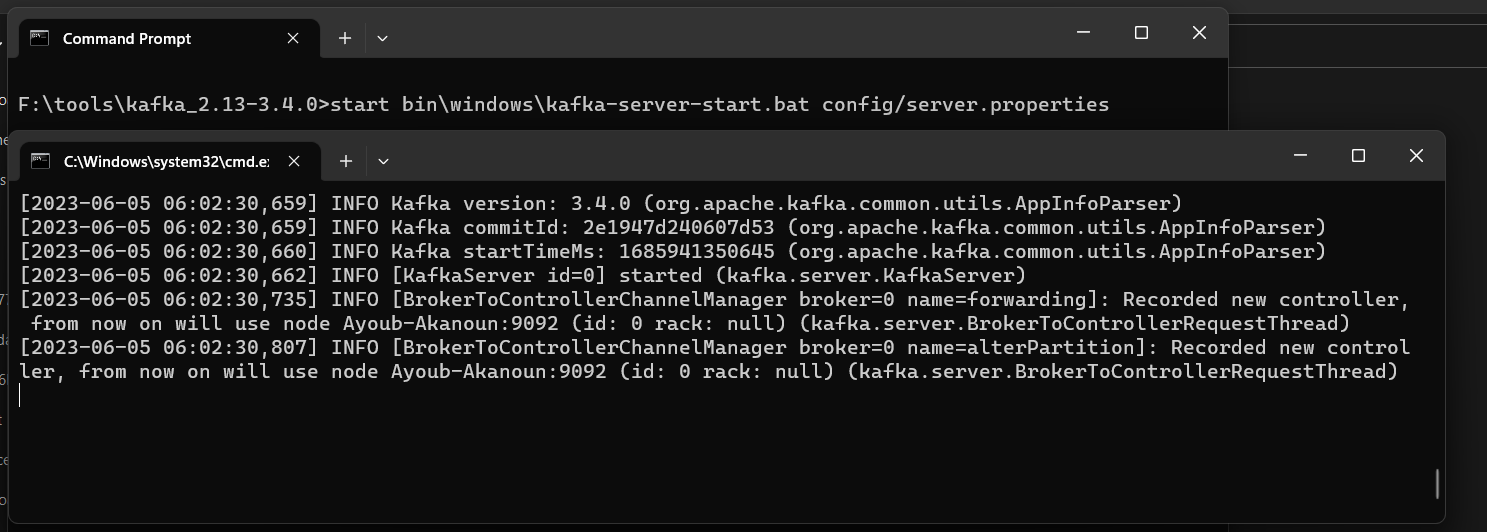 Command Prompt
F:\tools\kafka_2.13-3.4.0>start bin\windows\kafka-server-start.bat config/server.properties
C:\Windows\system32\cmd.e
[2023-06-05 06:02:30,659] INFO Kafka version: 3.4.0 (org.apache.kafka.common.utils.AppInfoParser)
[2023-06-05 06:02:30,659] INFO Kafka commitId: 2e1947d240607d53 (org.apache.kafka.common.utils.AppInfoParser)
[2023-06-05 06:02:30,660] INFO Kafka startTimeMs: 1685941350645 (org.apache.kafka.common.utils.AppInfoParser)
[2023-06-05 06:02:30,662] INFO [KafkaServer id=0] started (kafka.server.KafkaServer)
[2023-06-05 06:02:30,735] INFO [BrokerToControllerChannelManager broker=0 name=forwarding]: Recorded new controller,
from now on will use node Ayoub-Akanoun:9092 (id: 0 rack: null) (kafka.server.BrokerToControllerRequestThread)
[2023-06-05 06:02:30,807] INFO [BrokerToControllerChannelManager broker=0 name=alterPartition]: Recorded new control
ler, from now on will use node Ayoub-Akanoun:9092 (id: 0 rack: null) (kafka.server.BrokerToControllerRequestThread)